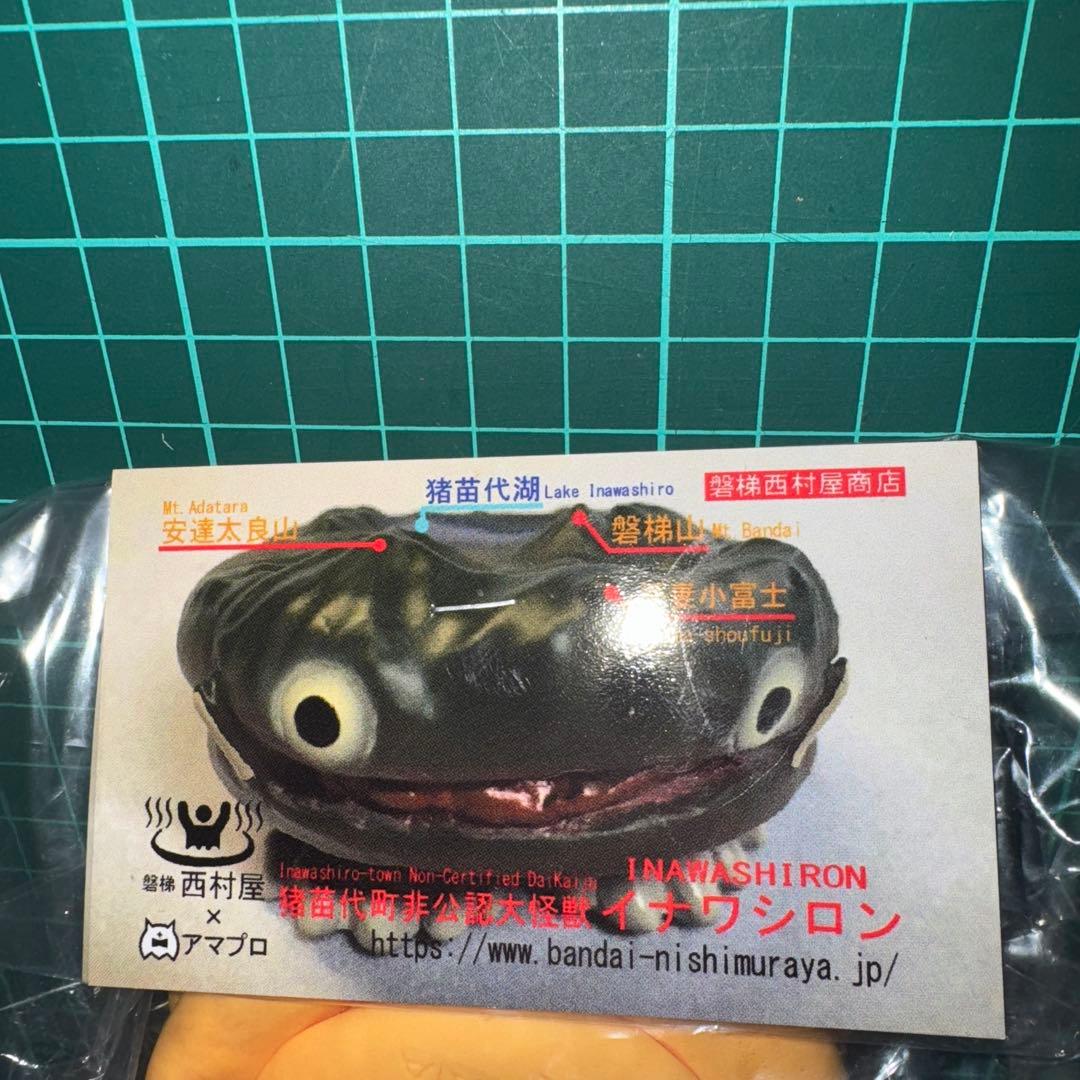 Mt. Adatara
安達太良山
猪苗代湖 Lake Inawashiro
磐梯西村屋商店
磐梯山 Mt. Bandai
妻小富士
shoufuji
磐梯 西村屋
×
アマプロ
Inawashiro-town Non-Certified DaiKaiju
INAWASHIRON
猪苗代町非公認大怪獣 イナワシロン
https://www.bandai-nishimuraya.jp/